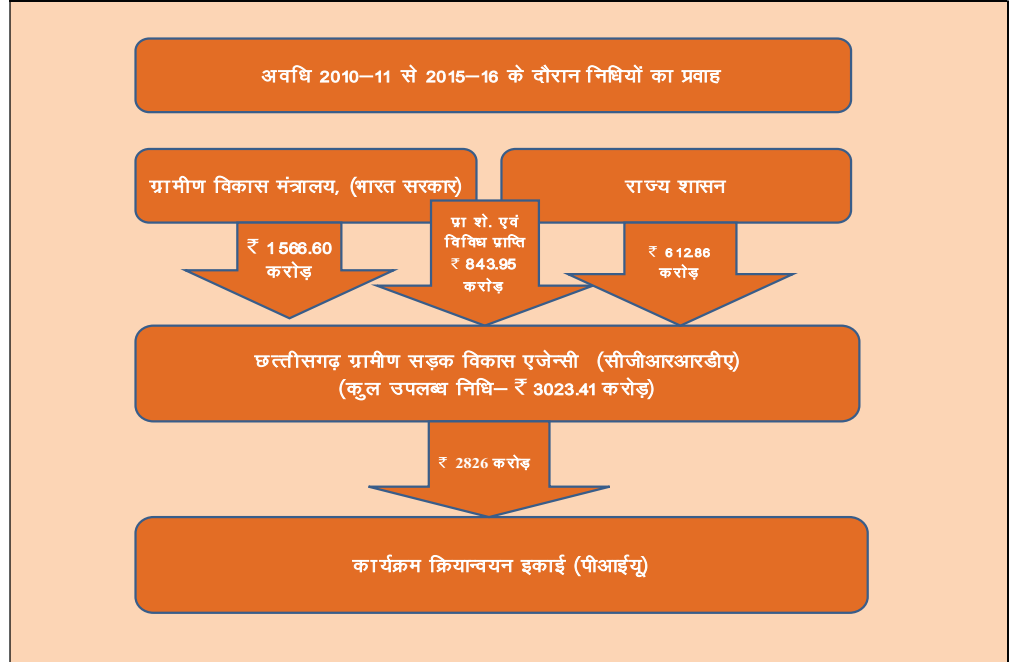 अवधि 2010–11 से 2015–16 के दौरान निधियों का प्रवाह
ग्रामीण विकास मंत्रालय, (भारत सरकार)
राज्य शासन
₹ 1566.60
करोड़
प्रा शे. एवं
विविध प्राप्ति
₹ 843.95
करोड़
₹ 612.86
करोड़
छत्तीसगढ़ ग्रामीण सड़क विकास एजेन्सी (सीजीआरआरडीए)
(कुल उपलब्ध निधि– ₹ 3023.41 करोड़)
₹ 2826 करोड़
कार्यक्रम क्रियान्वयन इकाई (पीआईयू)